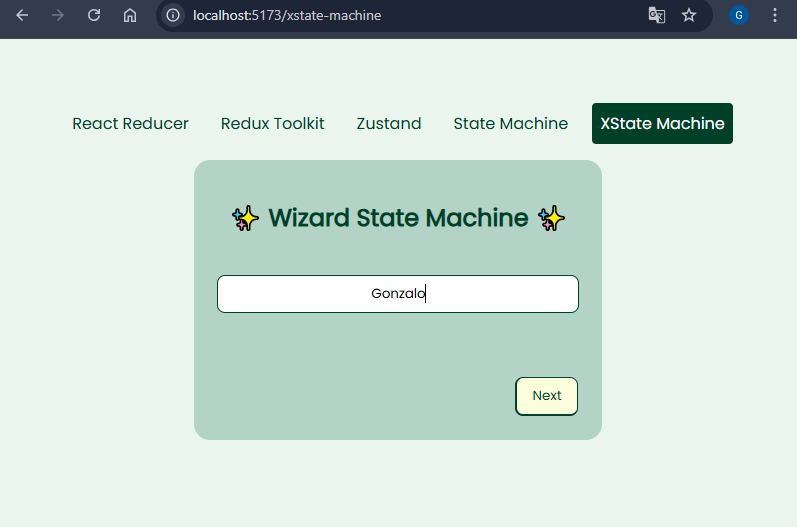 localhost:5173/xstate-machine
G
React Reducer Redux Toolkit Zustand State Machine XState Machine
✨ Wizard State Machine ✨
Gonzalo
Next